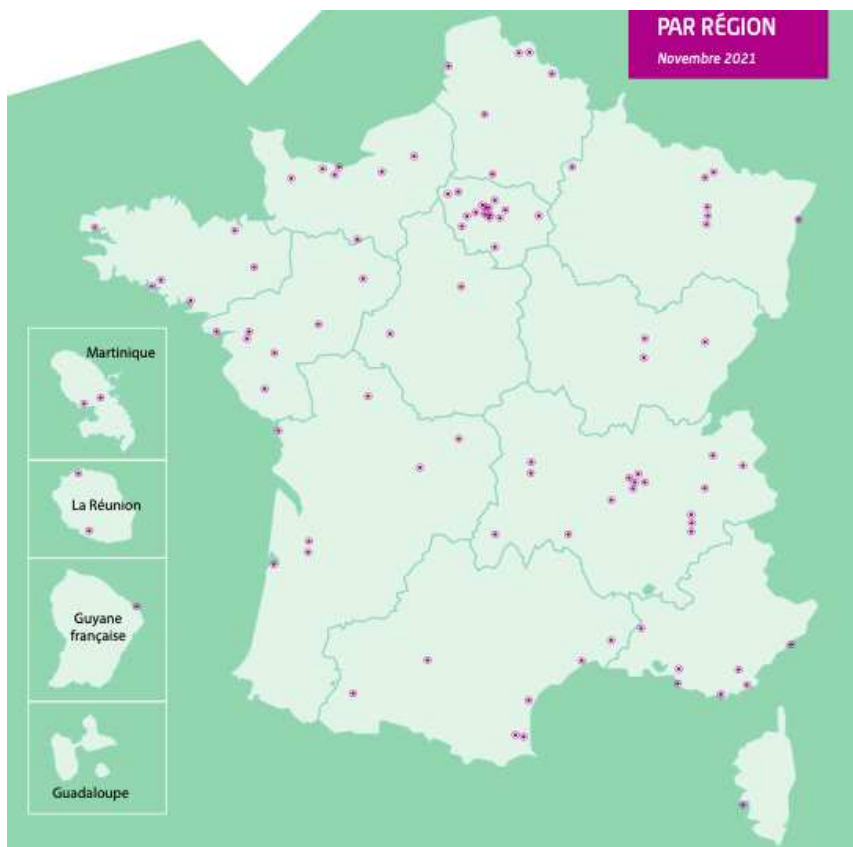 PAR RÉGION
Novembre 2021
Martinique
La Réunion
Guyane
française
Guadaloupe